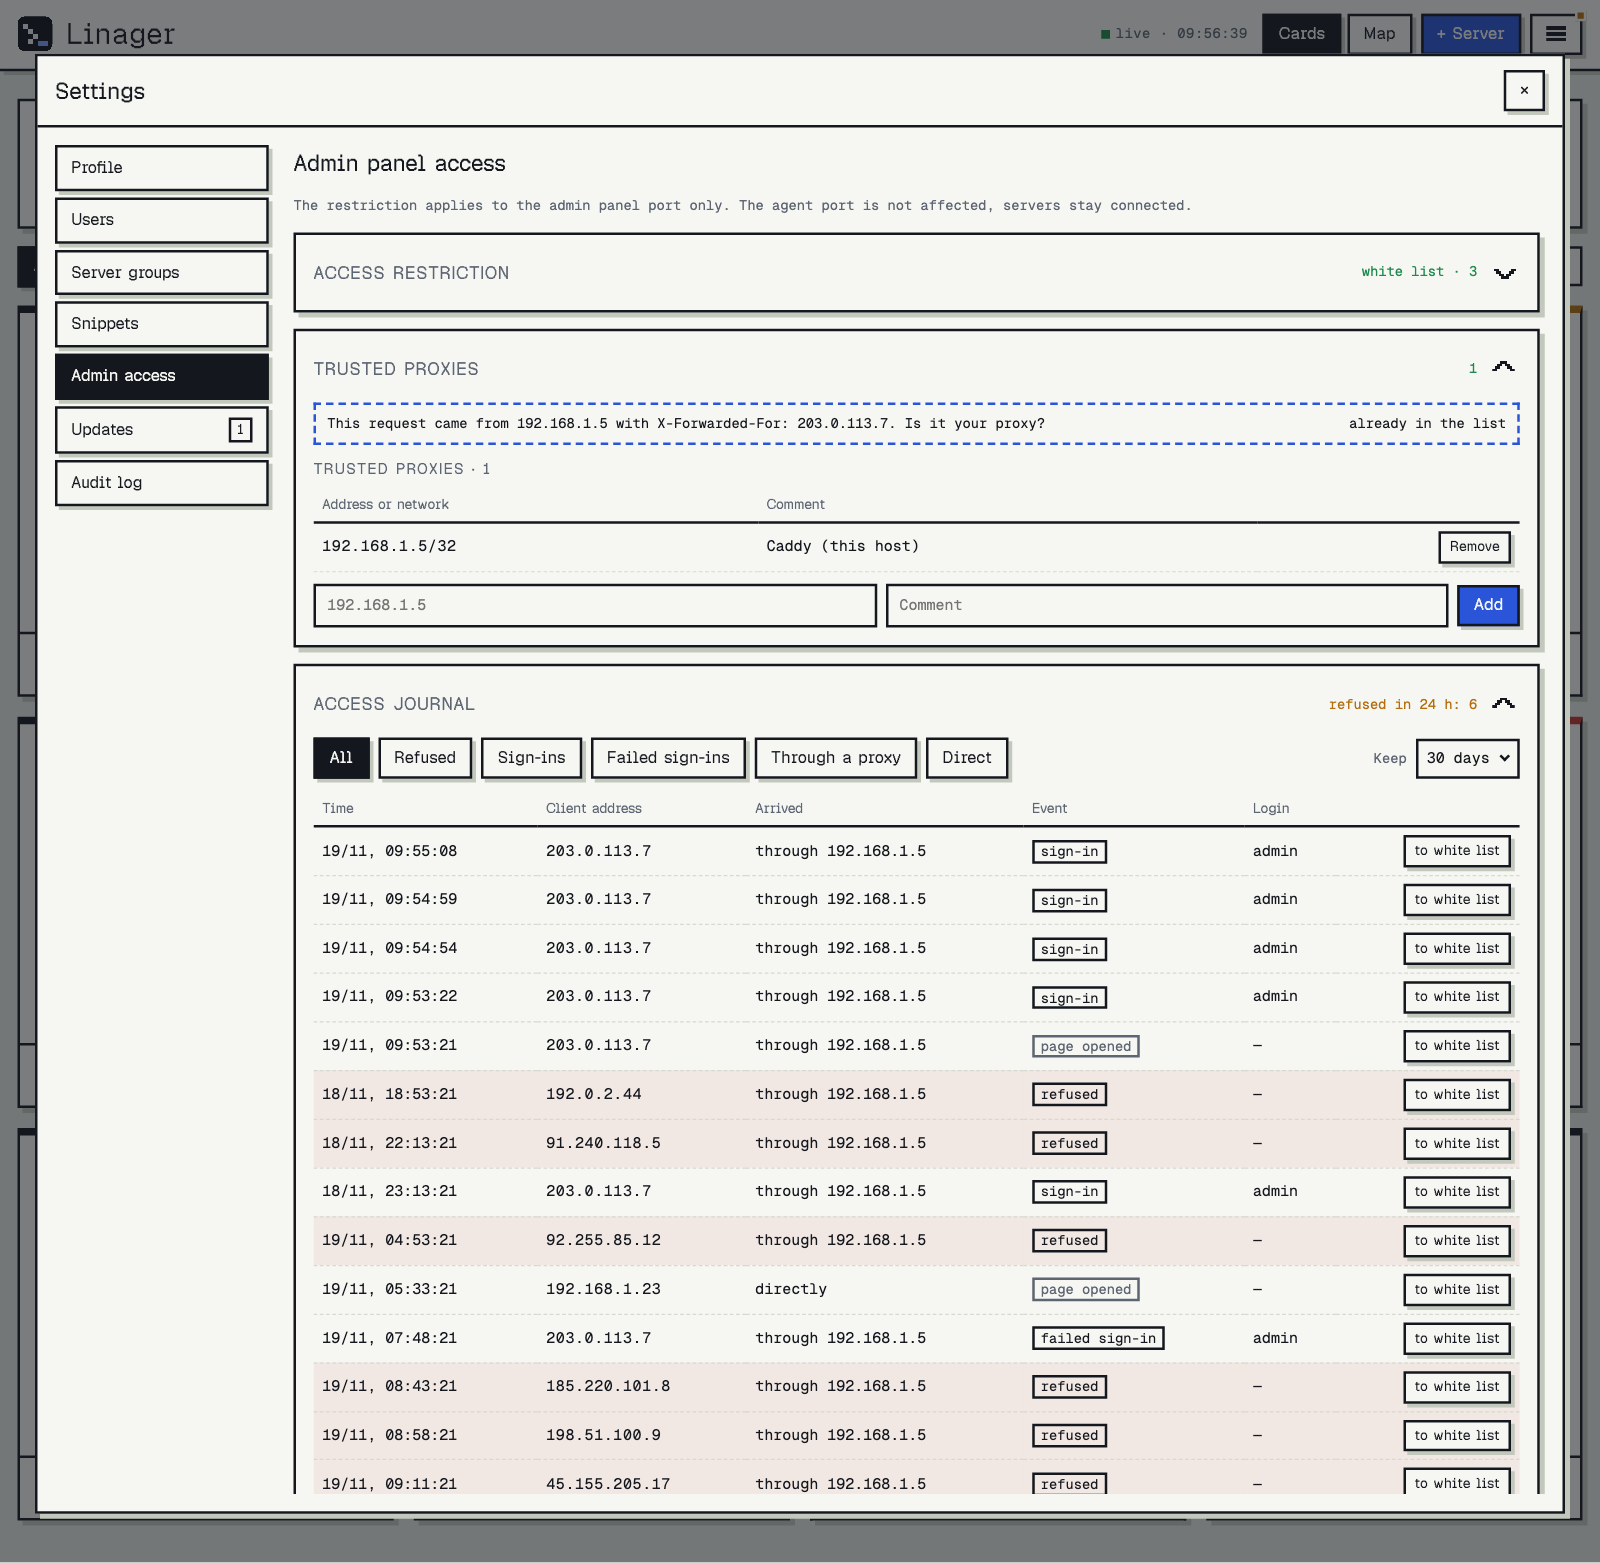 Linager
live · 09:56:39 Cards Map + Server
Settings ×
Profile
Users
Server groups
Snippets
Admin access
Updates 1
Audit log
Admin panel access
The restriction applies to the admin panel port only. The agent port is not affected, servers stay connected.
ACCESS RESTRICTION white list · 3
TRUSTED PROXIES 1
This request came from 192.168.1.5 with X-Forwarded-For: 203.0.113.7. Is it your proxy? already in the list
TRUSTED PROXIES · 1
Address or network Comment
192.168.1.5/32 Caddy (this host) Remove
192.168.1.5 Comment Add
ACCESS JOURNAL refused in 24 h: 6
All Refused Sign-ins Failed sign-ins Through a proxy Direct Keep 30 days
Time Client address Arrived Event Login
19/11, 09:55:08 203.0.113.7 through 192.168.1.5 sign-in admin to white list
19/11, 09:54:59 203.0.113.7 through 192.168.1.5 sign-in admin to white list
19/11, 09:54:54 203.0.113.7 through 192.168.1.5 sign-in admin to white list
19/11, 09:53:22 203.0.113.7 through 192.168.1.5 sign-in admin to white list
19/11, 09:53:21 203.0.113.7 through 192.168.1.5 page opened – to white list
18/11, 18:53:21 192.0.2.44 through 192.168.1.5 refused – to white list
18/11, 22:13:21 91.240.118.5 through 192.168.1.5 refused – to white list
18/11, 23:13:21 203.0.113.7 through 192.168.1.5 sign-in admin to white list
19/11, 04:53:21 92.255.85.12 through 192.168.1.5 refused – to white list
19/11, 05:33:21 192.168.1.23 directly page opened – to white list
19/11, 07:48:21 203.0.113.7 through 192.168.1.5 failed sign-in admin to white list
19/11, 08:43:21 185.220.101.8 through 192.168.1.5 refused – to white list
19/11, 08:58:21 198.51.100.9 through 192.168.1.5 refused – to white list
19/11, 09:11:21 45.155.205.17 through 192.168.1.5 refused – to white list